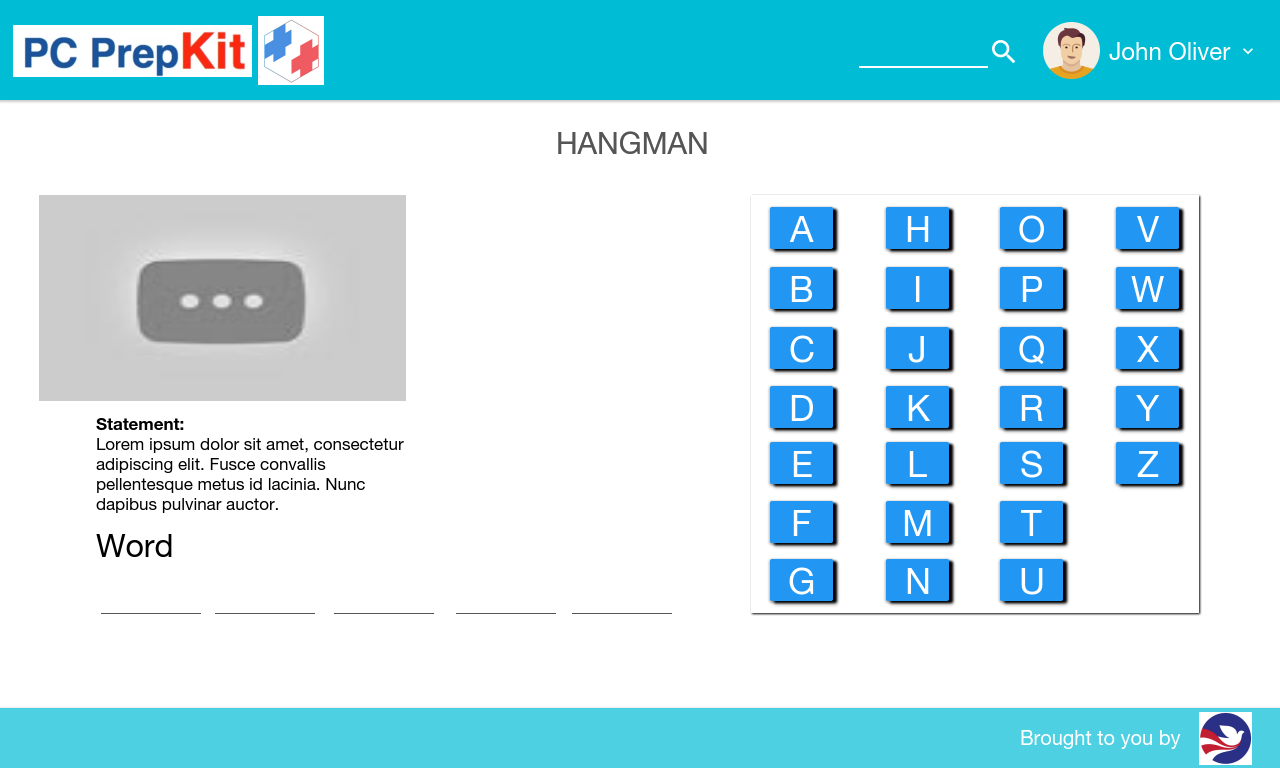 PC PrepKit
John Oliver
HANGMAN
Statement:
Lorem ipsum dolor sit amet, consectetur
adipiscing elit. Fusce convallis
pellentesque metus id lacinia. Nunc
dapibus pulvinar auctor.
Word
A H O V
B I P W
C J Q X
D K R Y
E L S Z
F M T
G N U
Brought to you by